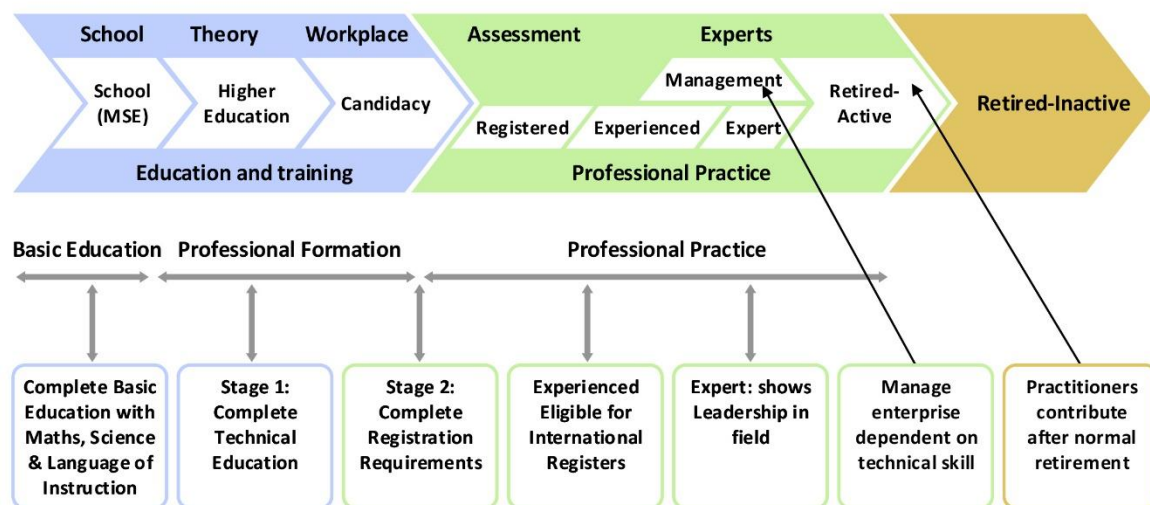 School Theory Workplace Assessment Experts
School
(MSE)
Higher
Education
Candidacy
Management
Registered Experienced Expert
Retired-
Active
Retired-Inactive
Education and training Professional Practice
Basic Education Professional Formation Professional Practice
Complete Basic
Education with
Maths, Science
& Language of
Instruction
Stage 1:
Complete
Technical
Education
Stage 2:
Complete
Registration
Requirements
Experienced
Eligible for
International
Registers
Expert: shows
Leadership in
field
Manage
enterprise
dependent on
technical skill
Practitioners
contribute
after normal
retirement